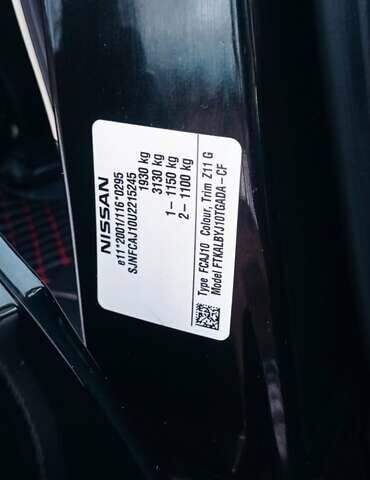 NISSAN
e11*2001/116*0295
SJNFCAJ10U2215245
1930 kg
3130 kg
1- 1150 kg
2- 1100 kg
Type FCAJ10 Colour, Trim Z11 G
Model FTKALBYJ10TGADA-CF